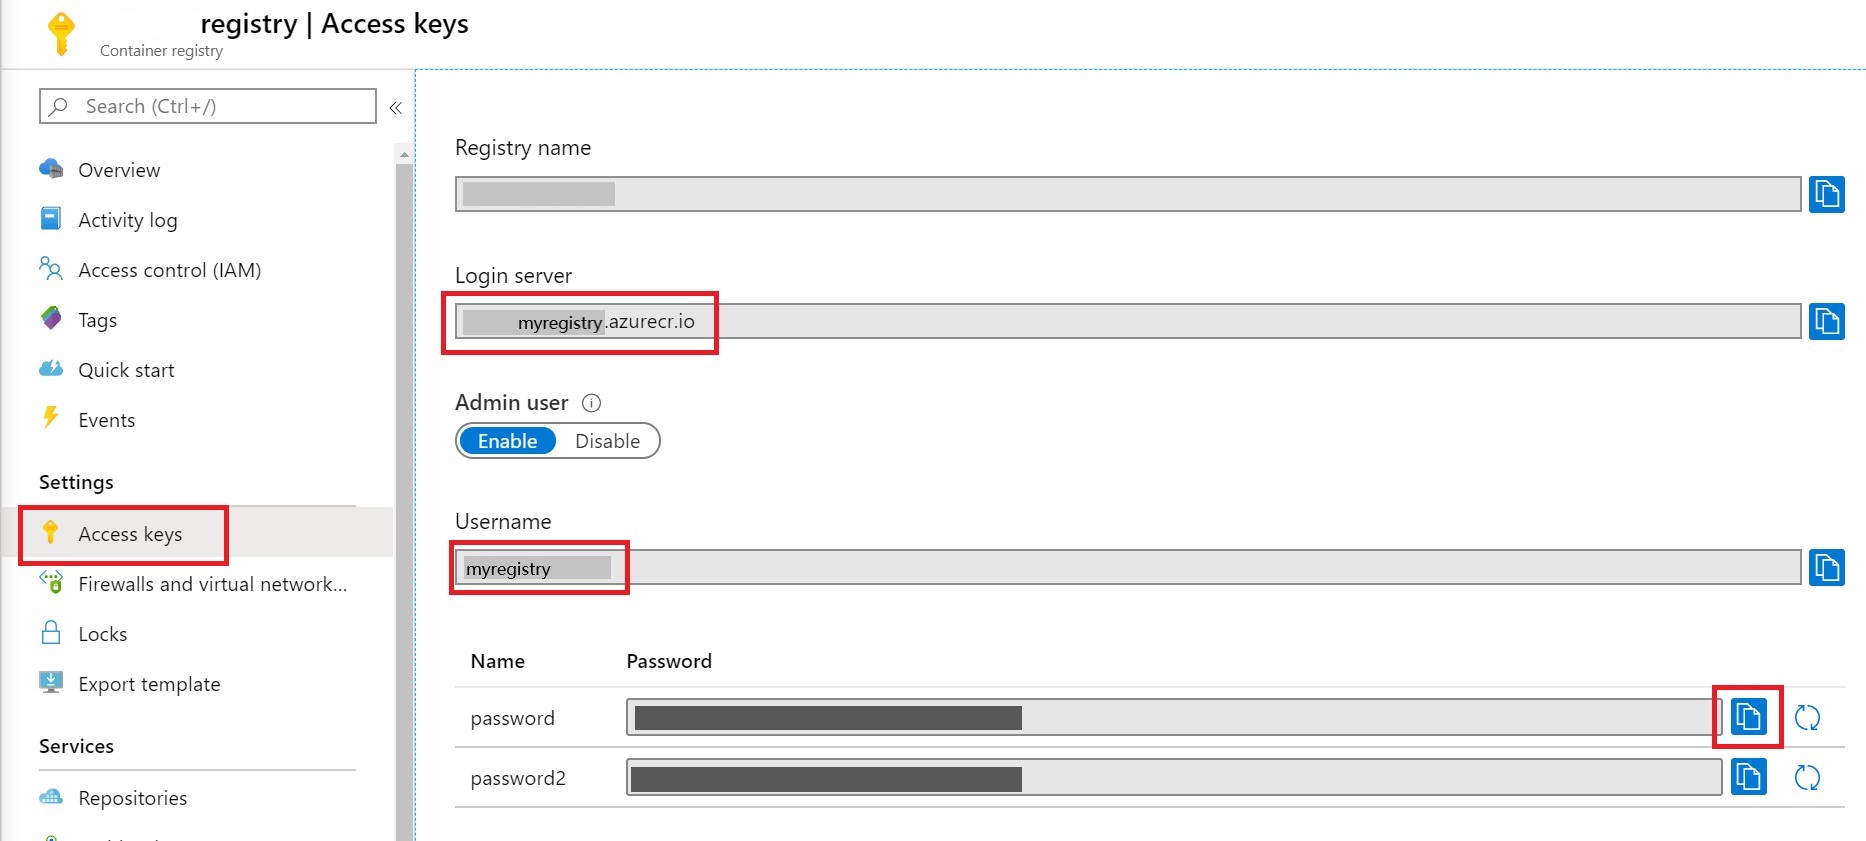 registry | Access keys
Container registry
Search (Ctrl+/)
«
Overview
Activity log
Access control (IAM)
Tags
Quick start
Events
Settings
Access keys
Firewalls and virtual network...
Locks
Export template
Services
Repositories
Registry name
Login server
myregistry.azurecr.io
Admin user
Enable Disable
Username
myregistry
Name Password
password
password2